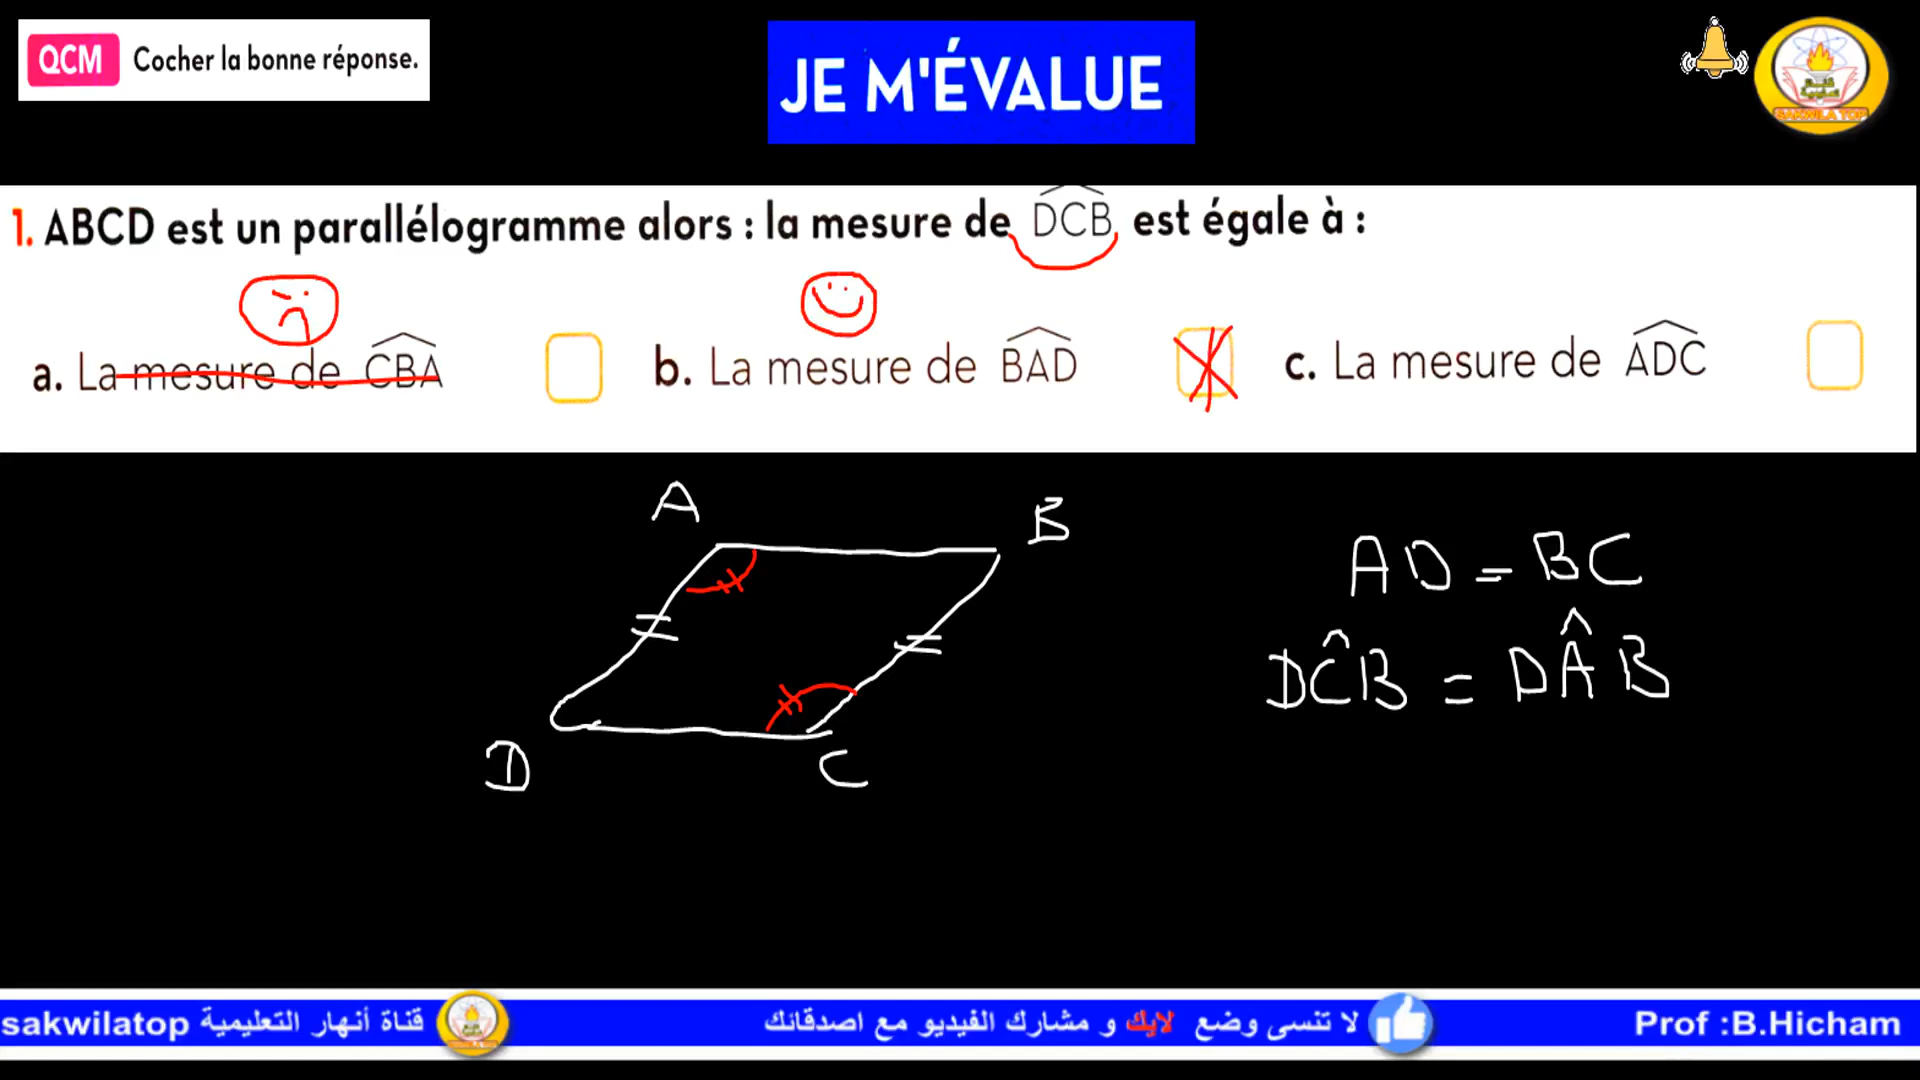 QCM Cocher la bonne réponse.
JE M'ÉVALUE
SAKWILA TOP
1. ABCD est un parallélogramme alors : la mesure de DCB est égale à :
a. La mesure de CBA
b. La mesure de BAD
c. La mesure de ADC
A
B
D
C
AD = BC
DĈB = DÂB
sakwilatop قناة أنهار التعليمية
لا تنسى وضع لايك و مشارك الفيديو مع اصدقائك
Prof :B.Hicham